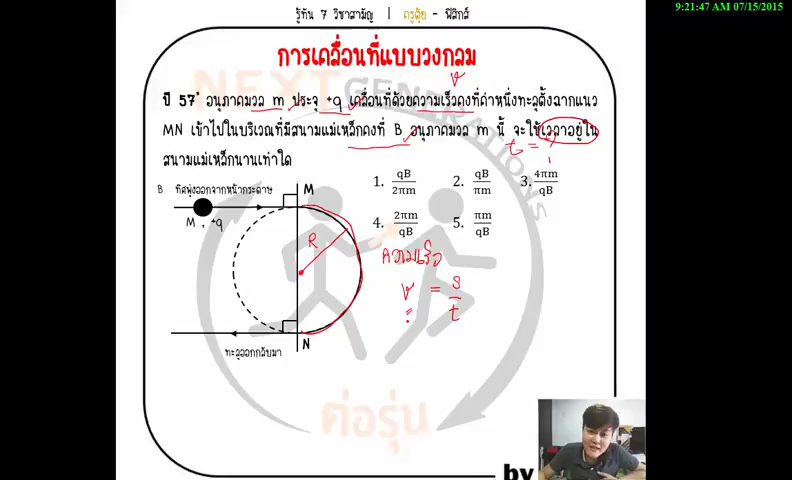 9:21:47 AM 07/15/2015
รู้ทัน 7 วิชาสามัญ | ครูตุ้ย - ฟิสิกส์
การเคลื่อนที่แบบวงกลม
v
ปี 57' อนุภาคมวล m ประจุ +q เคลื่อนที่ด้วยความเร็วคงที่ค่าหนึ่งทะลุตั้งฉากแนว
MN เข้าไปในบริเวณที่มีสนามแม่เหล็กคงที่ B อนุภาคมวล m นี้ จะใช้เวลาอยู่ใน
t = ?
สนามแม่เหล็กนานเท่าใด
1. qB/2πm 2. qB/πm 3. 4πm/qB
4. 2πm/qB 5. πm/qB
B ทิศพุ่งออกจากหน้ากระดาษ
M
M , +q
R
N
ทะลุออกกลับมา
ความเร็ว
v = s/t
NEXT GENERATIONS
ต่อรุ่น
by